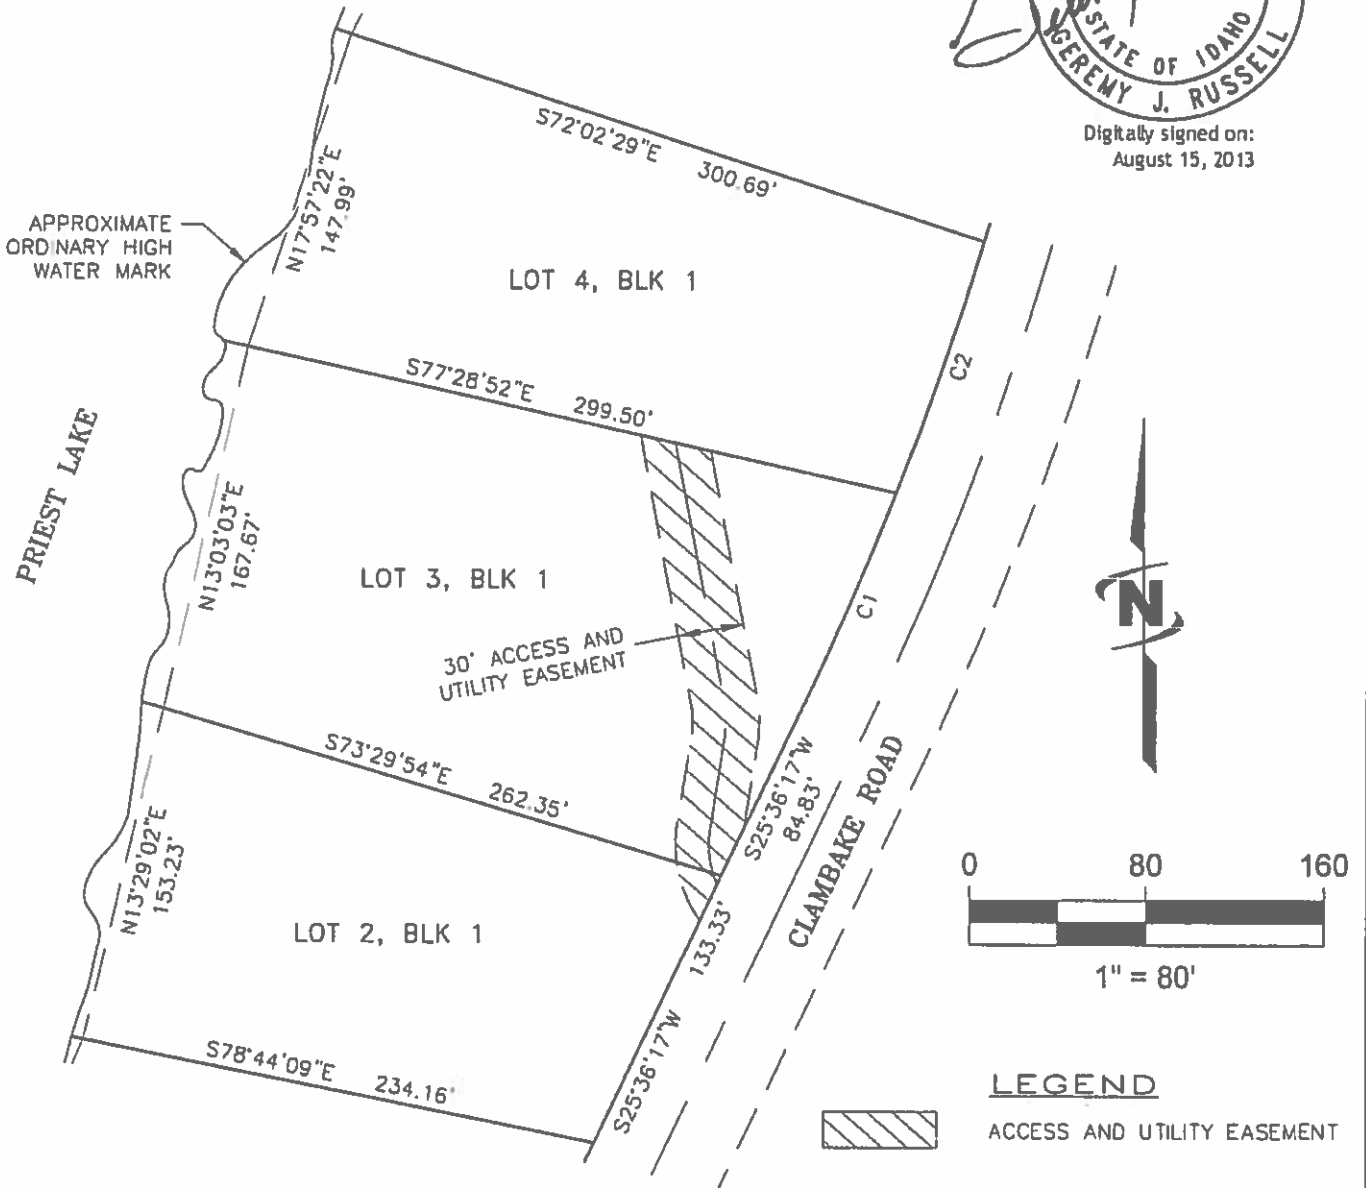 STATE OF IDAHO
GEREMY J. RUSSELL
Digitally signed on:
August 15, 2013
S72°02'29"E 300.69'
N17°57'22"E
147.99'
APPROXIMATE
ORDINARY HIGH
WATER MARK
LOT 4, BLK 1
C2
S77°28'52"E 299.50'
PRIEST LAKE
N13°03'03"E
167.67'
LOT 3, BLK 1
C1
N
30' ACCESS AND
UTILITY EASEMENT
S73°29'54"E 262.35'
S25°36'17"W
84.83'
CLAMBAKE ROAD
N13°29'02"E
153.23'
LOT 2, BLK 1
S25°36'17"W 133.33'
0 80 160
1" = 80'
S78°44'09"E 234.16'
LEGEND
ACCESS AND UTILITY EASEMENT